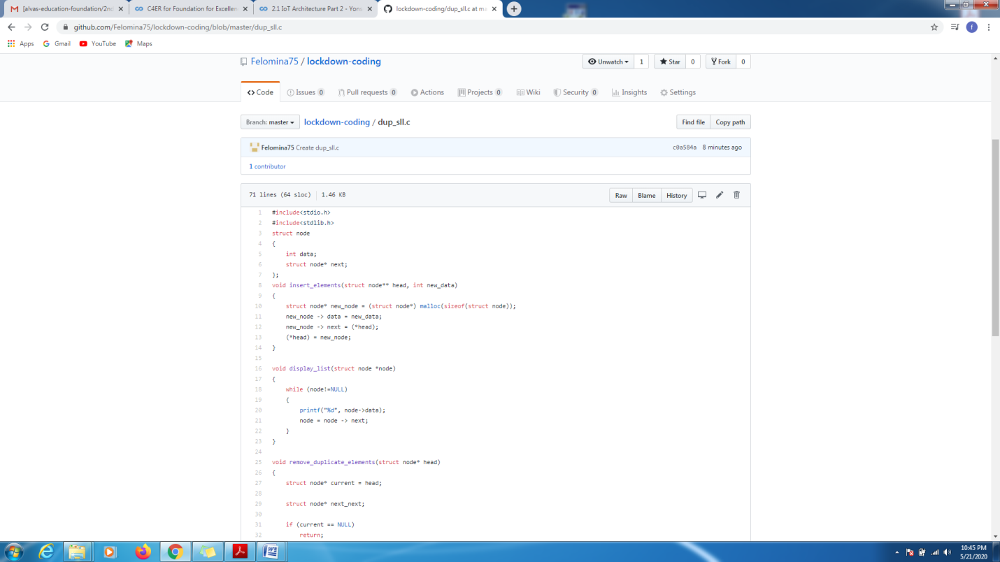 [alvas-education-foundation/2nd
C4ER for Foundation for Excellen
2.1 IoT Architecture Part 2 - Yons
lockdown-coding/dup_sll.c at ma
github.com/Felomina75/lockdown-coding/blob/master/dup_sll.c
f
Apps Gmail YouTube Maps
Felomina75 / lockdown-coding
Unwatch 1 Star 0 Fork 0
Code Issues 0 Pull requests 0 Actions Projects 0 Wiki Security 0 Insights Settings
Branch: master lockdown-coding / dup_sll.c Find file Copy path
Felomina75 Create dup_sll.c c0a584a 8 minutes ago
1 contributor
71 lines (64 sloc) 1.46 KB Raw Blame History
1 #include<stdio.h>
2 #include<stdlib.h>
3 struct node
4 {
5 int data;
6 struct node* next;
7 };
8 void insert_elements(struct node** head, int new_data)
9 {
10 struct node* new_node = (struct node*) malloc(sizeof(struct node));
11 new_node -> data = new_data;
12 new_node -> next = (*head);
13 (*head) = new_node;
14 }
15
16 void display_list(struct node *node)
17 {
18 while (node!=NULL)
19 {
20 printf("%d", node->data);
21 node = node -> next;
22 }
23 }
24
25 void remove_duplicate_elements(struct node* head)
26 {
27 struct node* current = head;
28
29 struct node* next_next;
30
31 if (current == NULL)
32 return;
10:45 PM
5/21/2020